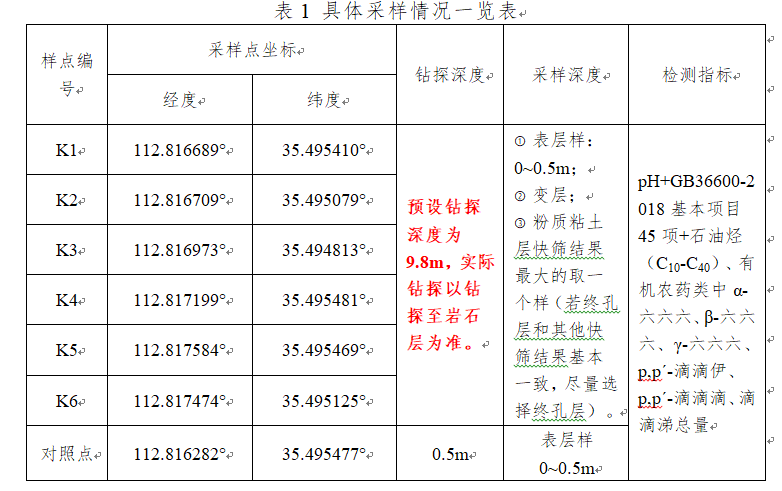 表 1 具体采样情况一览表
样点编
号
采样点坐标
经度
纬度
钻探深度
采样深度
检测指标
K1
112.816689°
35.495410°
K2
112.816709°
35.495079°
K3
112.816973°
35.494813°
K4
112.817199°
35.495481°
K5
112.817584°
35.495469°
K6
112.817474°
35.495125°
预设钻探
深度为
9.8m，实际
钻探以钻
探至岩石
层为准。
① 表层样：
0~0.5m；
② 变层；
③ 粉质粘土
层快筛结果
最大的取一
个样（若终孔
层和其他快
筛结果基本
一致，尽量选
择终孔层）。
pH+GB36600-2
018 基本项目
45 项+石油烃
（C10-C40）、有
机农药类中 α-
六六六、β-六六
六、γ-六六六、
p,p´-滴滴伊、
p,p´-滴滴滴、滴
滴涕总量
对照点
112.816282°
35.495477°
0.5m
表层样
0~0.5m